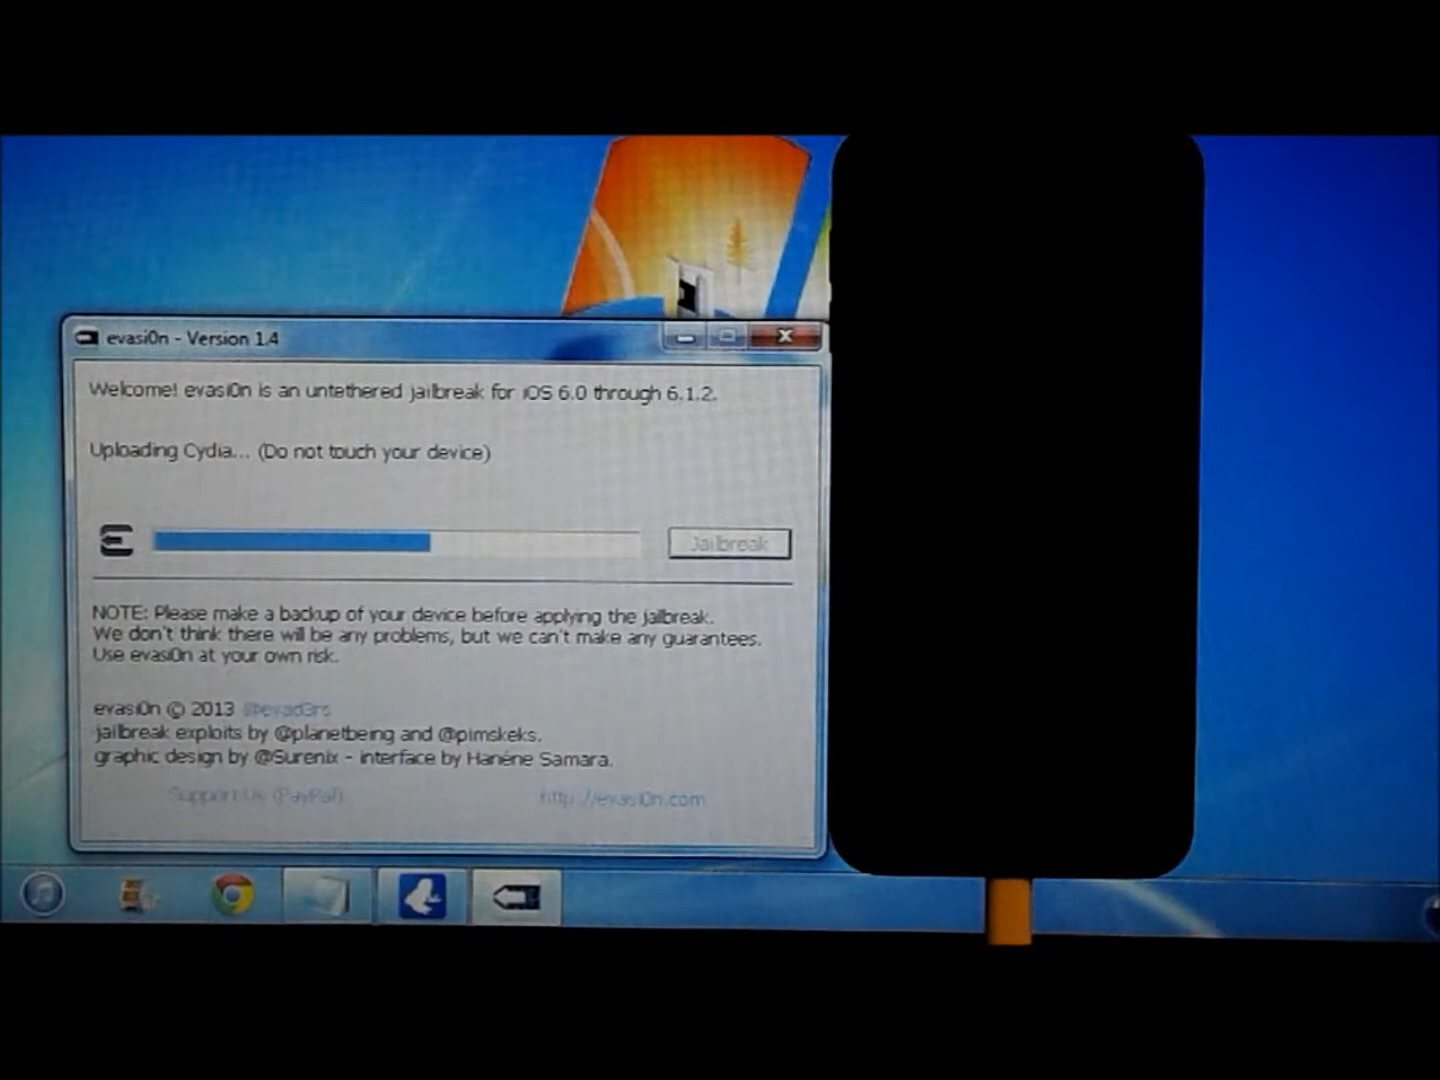 evasi0n - Version 1.4
Welcome! evasi0n is an untethered jailbreak for iOS 6.0 through 6.1.2.
Uploading Cydia... (Do not touch your device)
Jailbreak
NOTE: Please make a backup of your device before applying the jailbreak.
We don't think there will be any problems, but we can't make any guarantees.
Use evasi0n at your own risk.
evasi0n © 2013 @evad3rs
jailbreak exploits by @planetbeing and @pimskeks.
graphic design by @Surenix - interface by Hanéne Samara.
Support Us (PayPal)
http://evasi0n.com